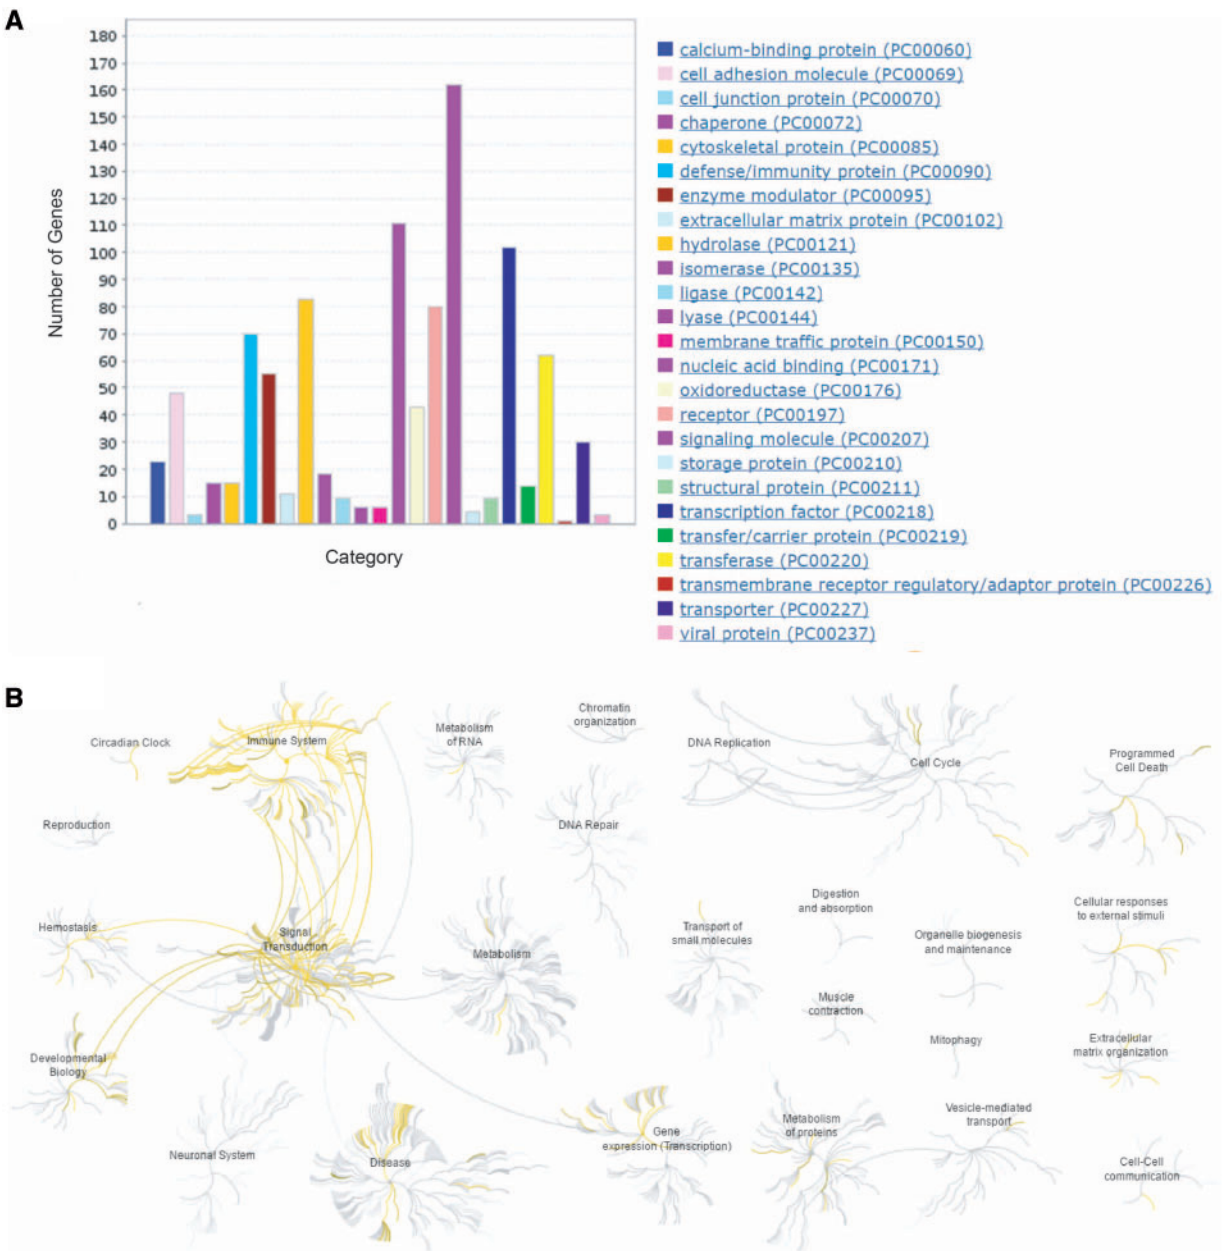 A
180
170
160
150
140
130
120
110
100
90
80
70
60
50
40
30
20
10
0
Number of Genes
Category
calcium-binding protein (PC00060)
cell adhesion molecule (PC00069)
cell junction protein (PC00070)
chaperone (PC00072)
cytoskeletal protein (PC00085)
defense/immunity protein (PC00090)
enzyme modulator (PC00095)
extracellular matrix protein (PC00102)
hydrolase (PC00121)
isomerase (PC00135)
ligase (PC00142)
lyase (PC00144)
membrane traffic protein (PC00150)
nucleic acid binding (PC00171)
oxidoreductase (PC00176)
receptor (PC00197)
signaling molecule (PC00207)
storage protein (PC00210)
structural protein (PC00211)
transcription factor (PC00218)
transfer/carrier protein (PC00219)
transferase (PC00220)
transmembrane receptor regulatory/adaptor protein (PC00226)
transporter (PC00227)
viral protein (PC00237)
B
Circadian Clock
Immune System
Metabolism
of RNA
Chromatin
organization
DNA Replication
Cell Cycle
Programmed
Cell Death
Reproduction
DNA Repair
Hemostasis
Signal
Transduction
Metabolism
Transport of
small molecules
Digestion
and absorption
Organelle biogenesis
and maintenance
Cellular responses
to external stimuli
Muscle
contraction
Mitophagy
Extracellular
matrix organization
Developmental
Biology
Neuronal System
Disease
Gene
expression (Transcription)
Metabolism
of proteins
Vesicle-mediated
transport
Cell-Cell
communication